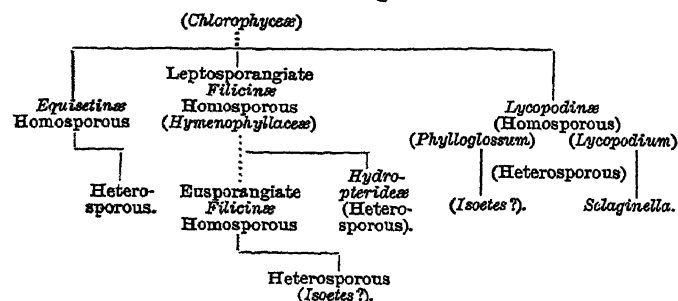 (Chlorophyceæ)
Leptosporangiate
Filicinæ
Homosporous
(Hymenophyllaceæ)
Equisetinæ
Homosporous
Lycopodinæ
(Homosporous)
(Phylloglossum) (Lycopodium)
Hetero-
sporous.
Eusporangiate
Filicinæ
Homosporous
Hydro-
pterideæ
(Hetero-
sporous).
(Heterosporous)
(Isoetes ?). Selaginella.
Heterosporous
(Isoetes ?).